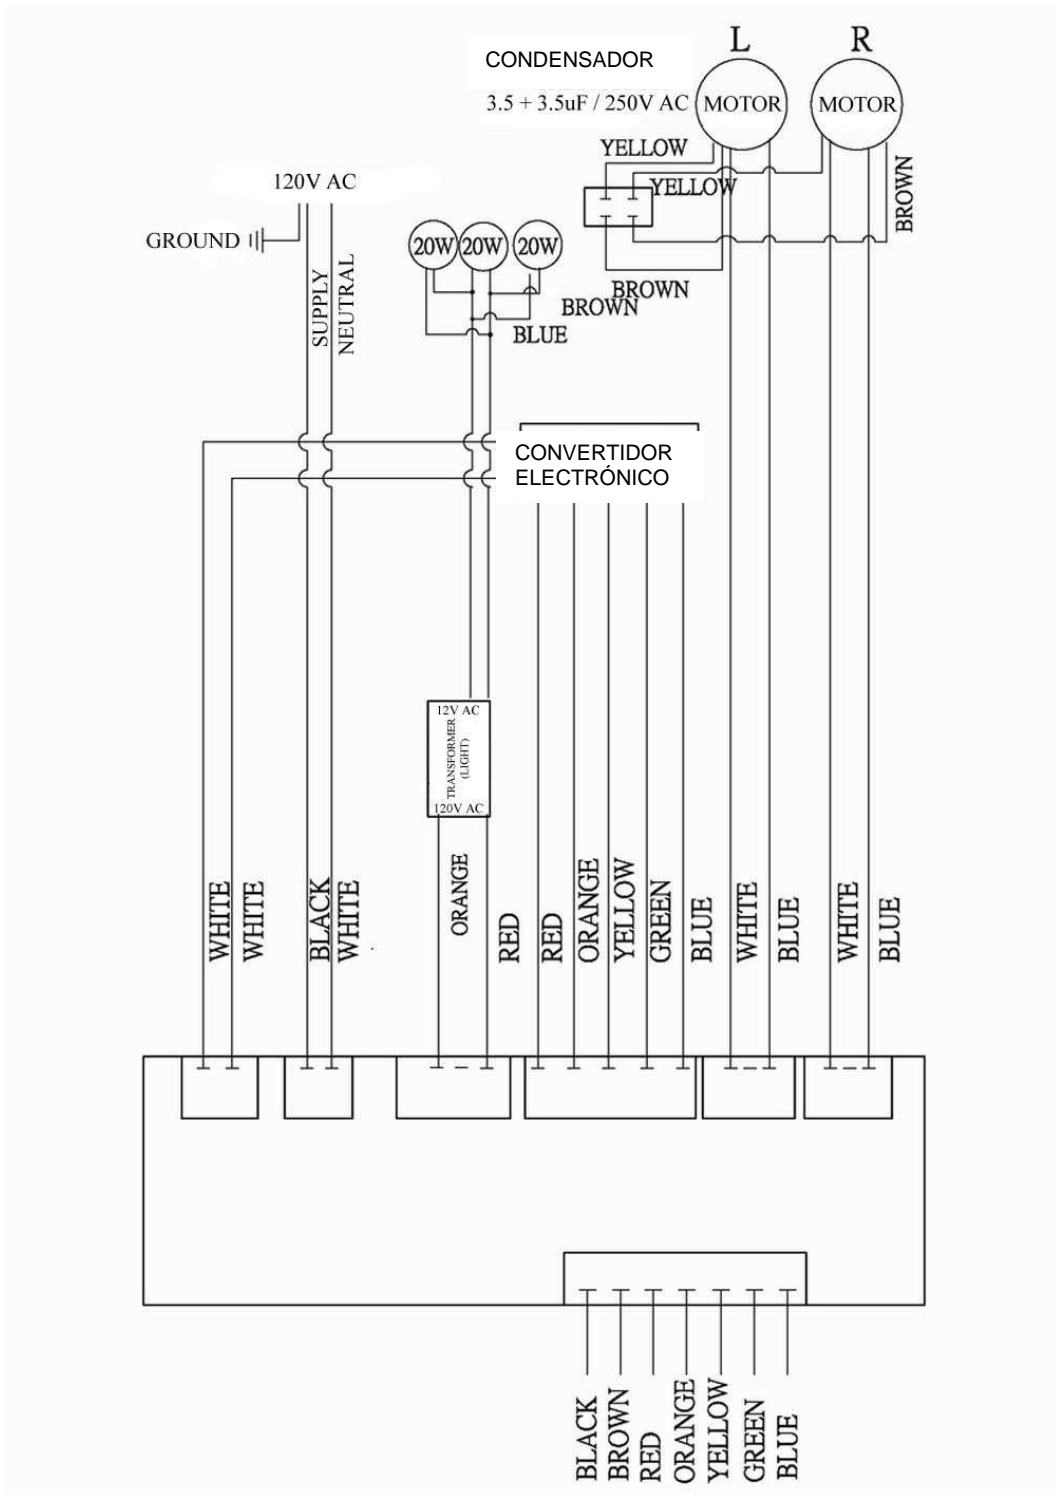 L
R
CONDENSADOR
3.5 + 3.5uF / 250V AC
MOTOR
MOTOR
YELLOW
YELLOW
BROWN
120V AC
GROUND
20W
20W
20W
SUPPLY
NEUTRAL
BROWN
BROWN
BLUE
CONVERTIDOR
ELECTRÓNICO
12V AC
TRANSFORMER
(LIGHT)
120V AC
WHITE
WHITE
BLACK
WHITE
ORANGE
RED
RED
ORANGE
YELLOW
GREEN
BLUE
WHITE
BLUE
WHITE
BLUE
BLACK
BROWN
RED
ORANGE
YELLOW
GREEN
BLUE